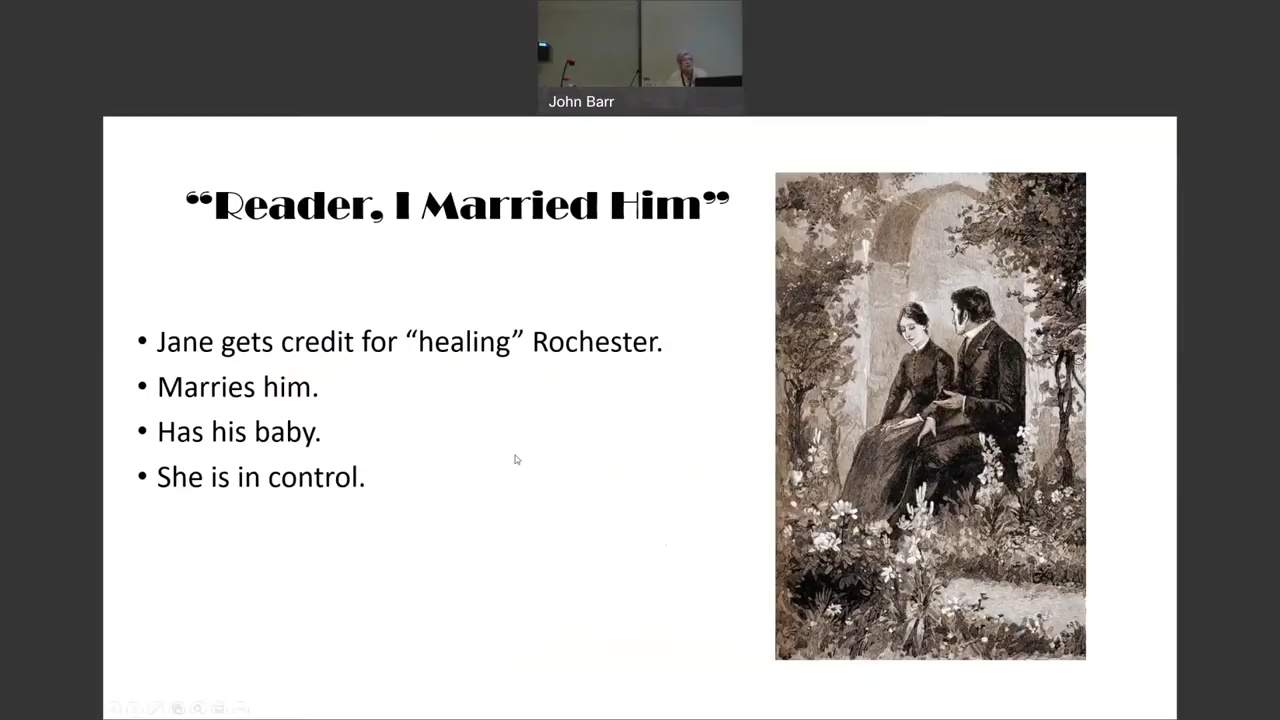 John Barr
“Reader, I Married Him”
• Jane gets credit for “healing” Rochester.
• Marries him.
• Has his baby.
• She is in control.